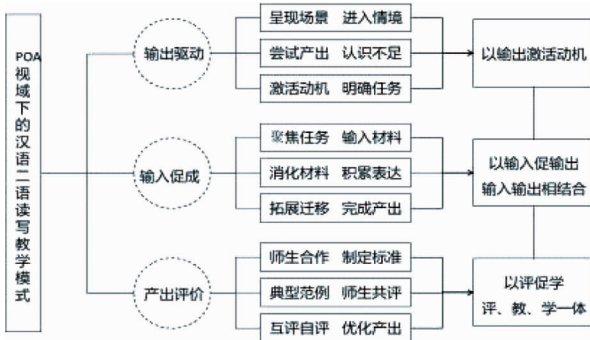 POA视域下的汉语二语读写教学模式
输出驱动
呈现场景 进入情境
尝试产出 认识不足
激活动机 明确任务
以输出激活动机
输入促成
聚焦任务 输入材料
消化材料 积累表达
拓展迁移 完成产出
以输入促输出
输入输出相结合
产出评价
师生合作 制定标准
典型范例 师生共评
互评自评 优化产出
以评促学
评、教、学一体